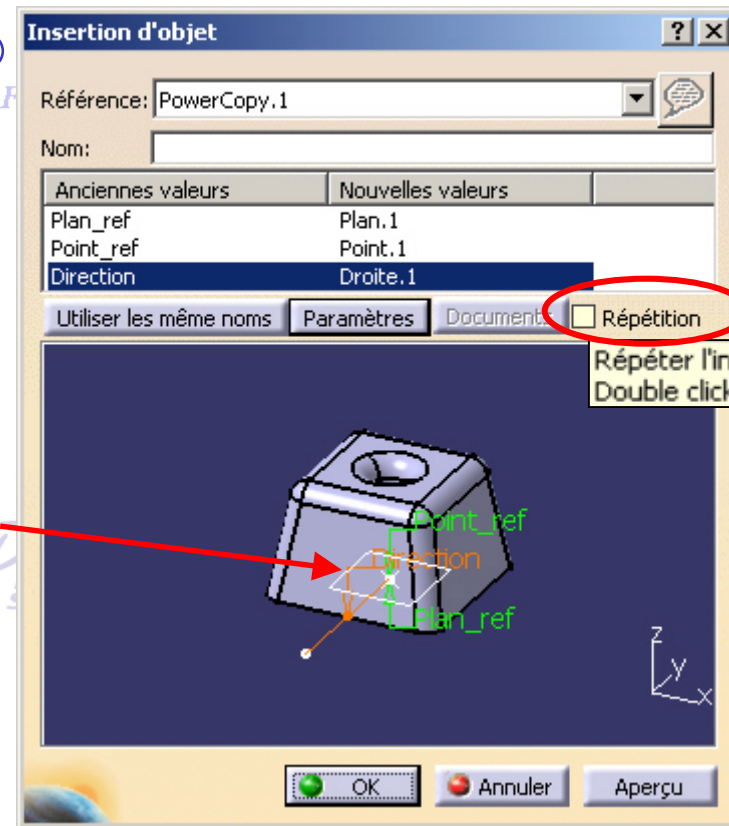 Insertion d'objet
Référence: PowerCopy.1
Nom:
Anciennes valeurs Nouvelles valeurs
Plan_ref Plan.1
Point_ref Point.1
Direction Droite.1
Utiliser les même noms Paramètres Documents Répétition
Répéter l'in
Double click
Point_ref
Direction
Plan_ref
z
y
x
OK Annuler Aperçu